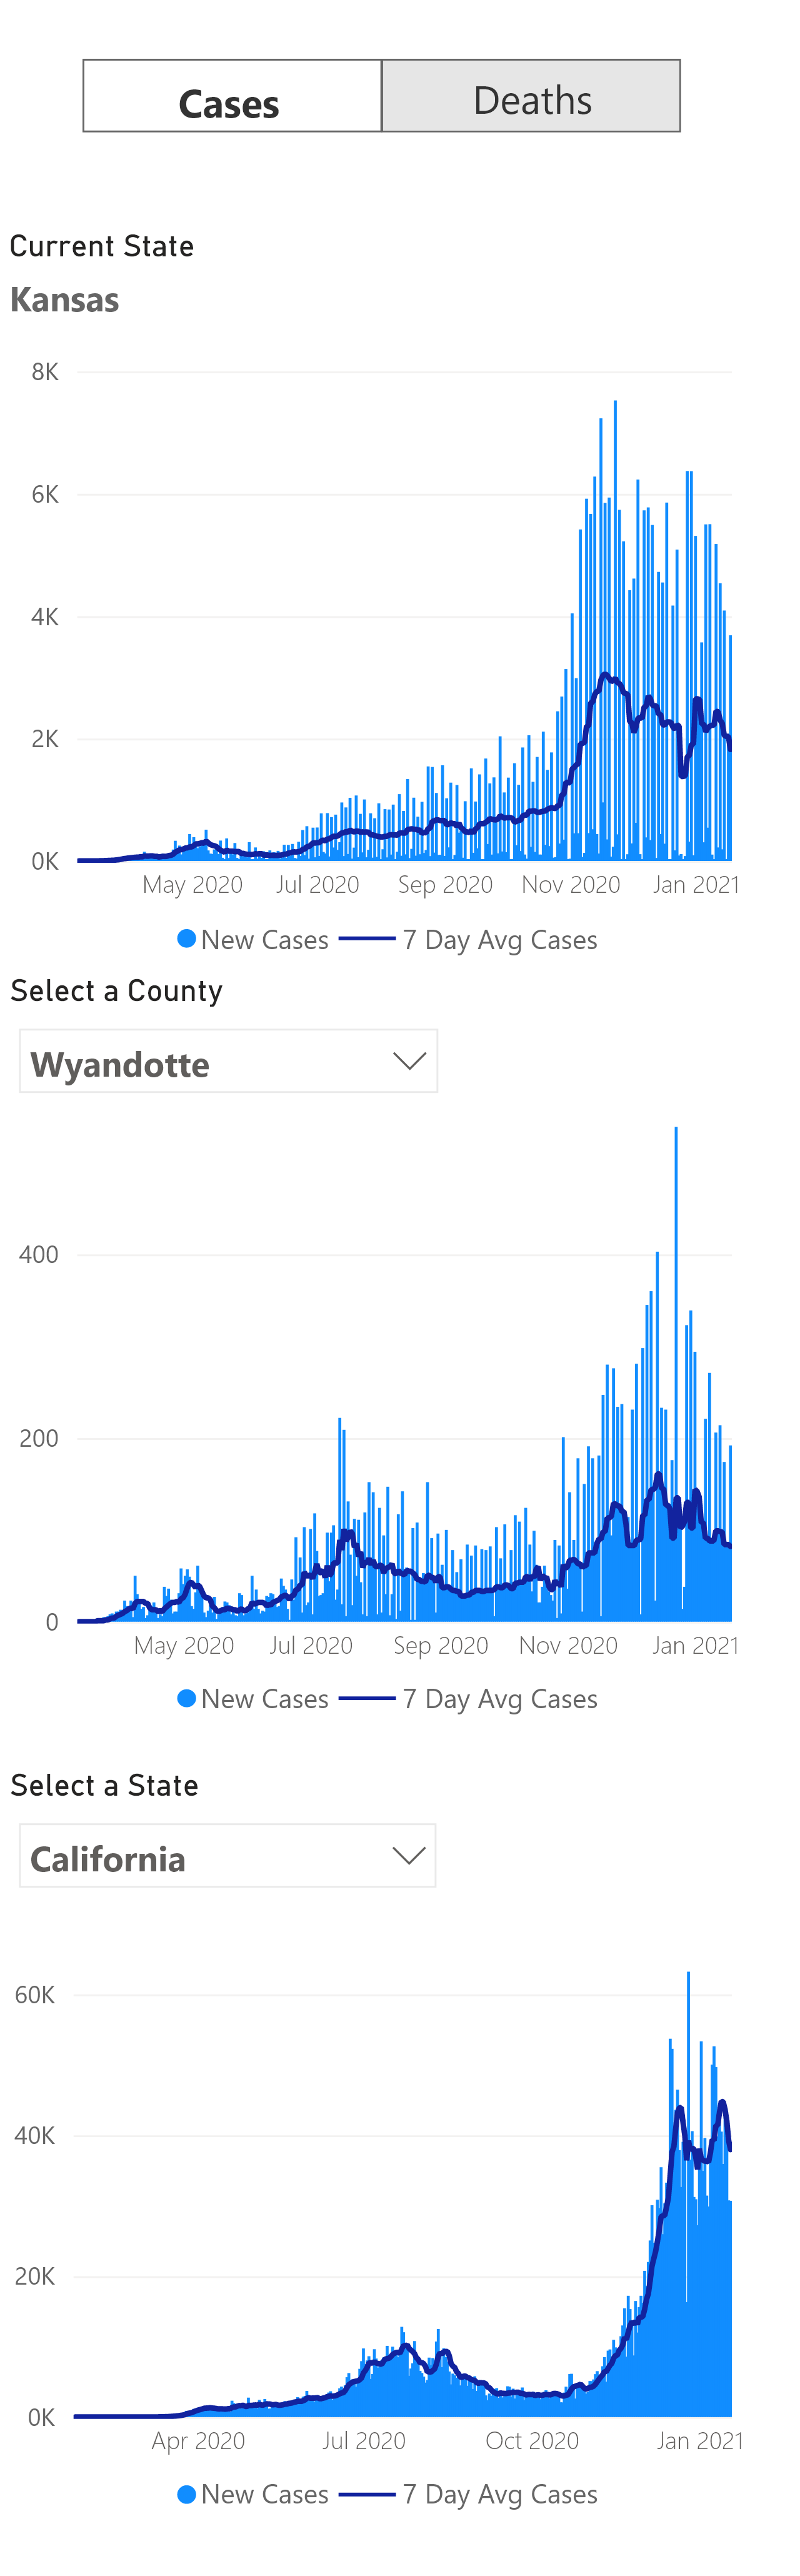 Cases Deaths
Current State
Kansas
8K
6K
4K
2K
0K
May 2020 Jul 2020 Sep 2020 Nov 2020 Jan 2021
New Cases 7 Day Avg Cases
Select a County
Wyandotte
400
200
0
May 2020 Jul 2020 Sep 2020 Nov 2020 Jan 2021
New Cases 7 Day Avg Cases
Select a State
California
60K
40K
20K
0K
Apr 2020 Jul 2020 Oct 2020 Jan 2021
New Cases 7 Day Avg Cases